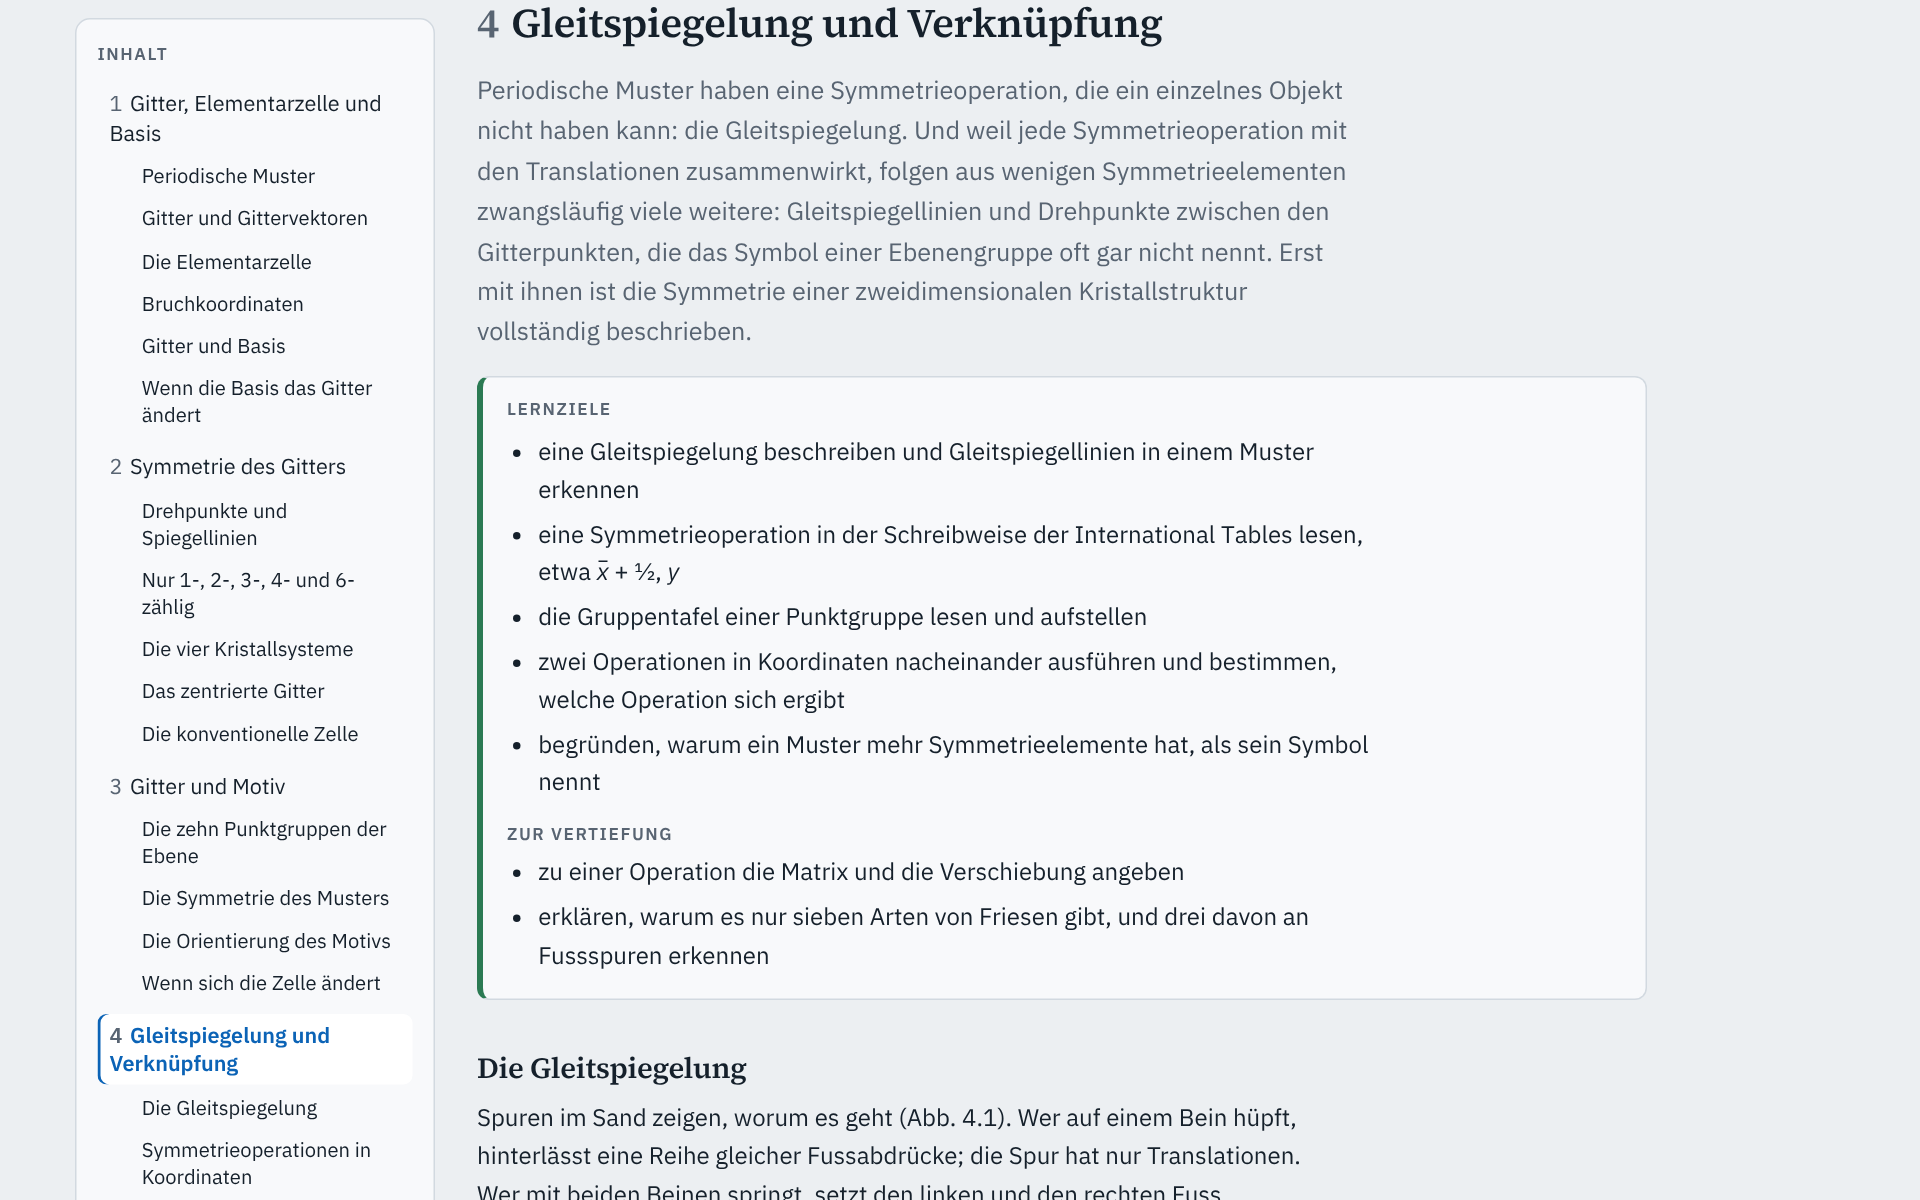 INHALT
1 Gitter, Elementarzelle und
Basis
Periodische Muster
Gitter und Gittervektoren
Die Elementarzelle
Bruchkoordinaten
Gitter und Basis
Wenn die Basis das Gitter
ändert
2 Symmetrie des Gitters
Drehpunkte und
Spiegellinien
Nur 1-, 2-, 3-, 4- und 6-
zählig
Die vier Kristallsysteme
Das zentrierte Gitter
Die konventionelle Zelle
3 Gitter und Motiv
Die zehn Punktgruppen der
Ebene
Die Symmetrie des Musters
Die Orientierung des Motivs
Wenn sich die Zelle ändert
4 Gleitspiegelung und
Verknüpfung
Die Gleitspiegelung
Symmetrieoperationen in
Koordinaten
4 Gleitspiegelung und Verknüpfung
Periodische Muster haben eine Symmetrieoperation, die ein einzelnes Objekt
nicht haben kann: die Gleitspiegelung. Und weil jede Symmetrieoperation mit
den Translationen zusammenwirkt, folgen aus wenigen Symmetrieelementen
zwangsläufig viele weitere: Gleitspiegellinien und Drehpunkte zwischen den
Gitterpunkten, die das Symbol einer Ebenengruppe oft gar nicht nennt. Erst
mit ihnen ist die Symmetrie einer zweidimensionalen Kristallstruktur
vollständig beschrieben.
LERNZIELE
• eine Gleitspiegelung beschreiben und Gleitspiegellinien in einem Muster
erkennen
• eine Symmetrieoperation in der Schreibweise der International Tables lesen,
etwa x̄ + ½, y
• die Gruppentafel einer Punktgruppe lesen und aufstellen
• zwei Operationen in Koordinaten nacheinander ausführen und bestimmen,
welche Operation sich ergibt
• begründen, warum ein Muster mehr Symmetrieelemente hat, als sein Symbol
nennt
ZUR VERTIEFUNG
• zu einer Operation die Matrix und die Verschiebung angeben
• erklären, warum es nur sieben Arten von Friesen gibt, und drei davon an
Fussspuren erkennen
Die Gleitspiegelung
Spuren im Sand zeigen, worum es geht (Abb. 4.1). Wer auf einem Bein hüpft,
hinterlässt eine Reihe gleicher Fussabdrücke; die Spur hat nur Translationen.
Wer mit beiden Beinen springt, setzt den linken und den rechten Fuss